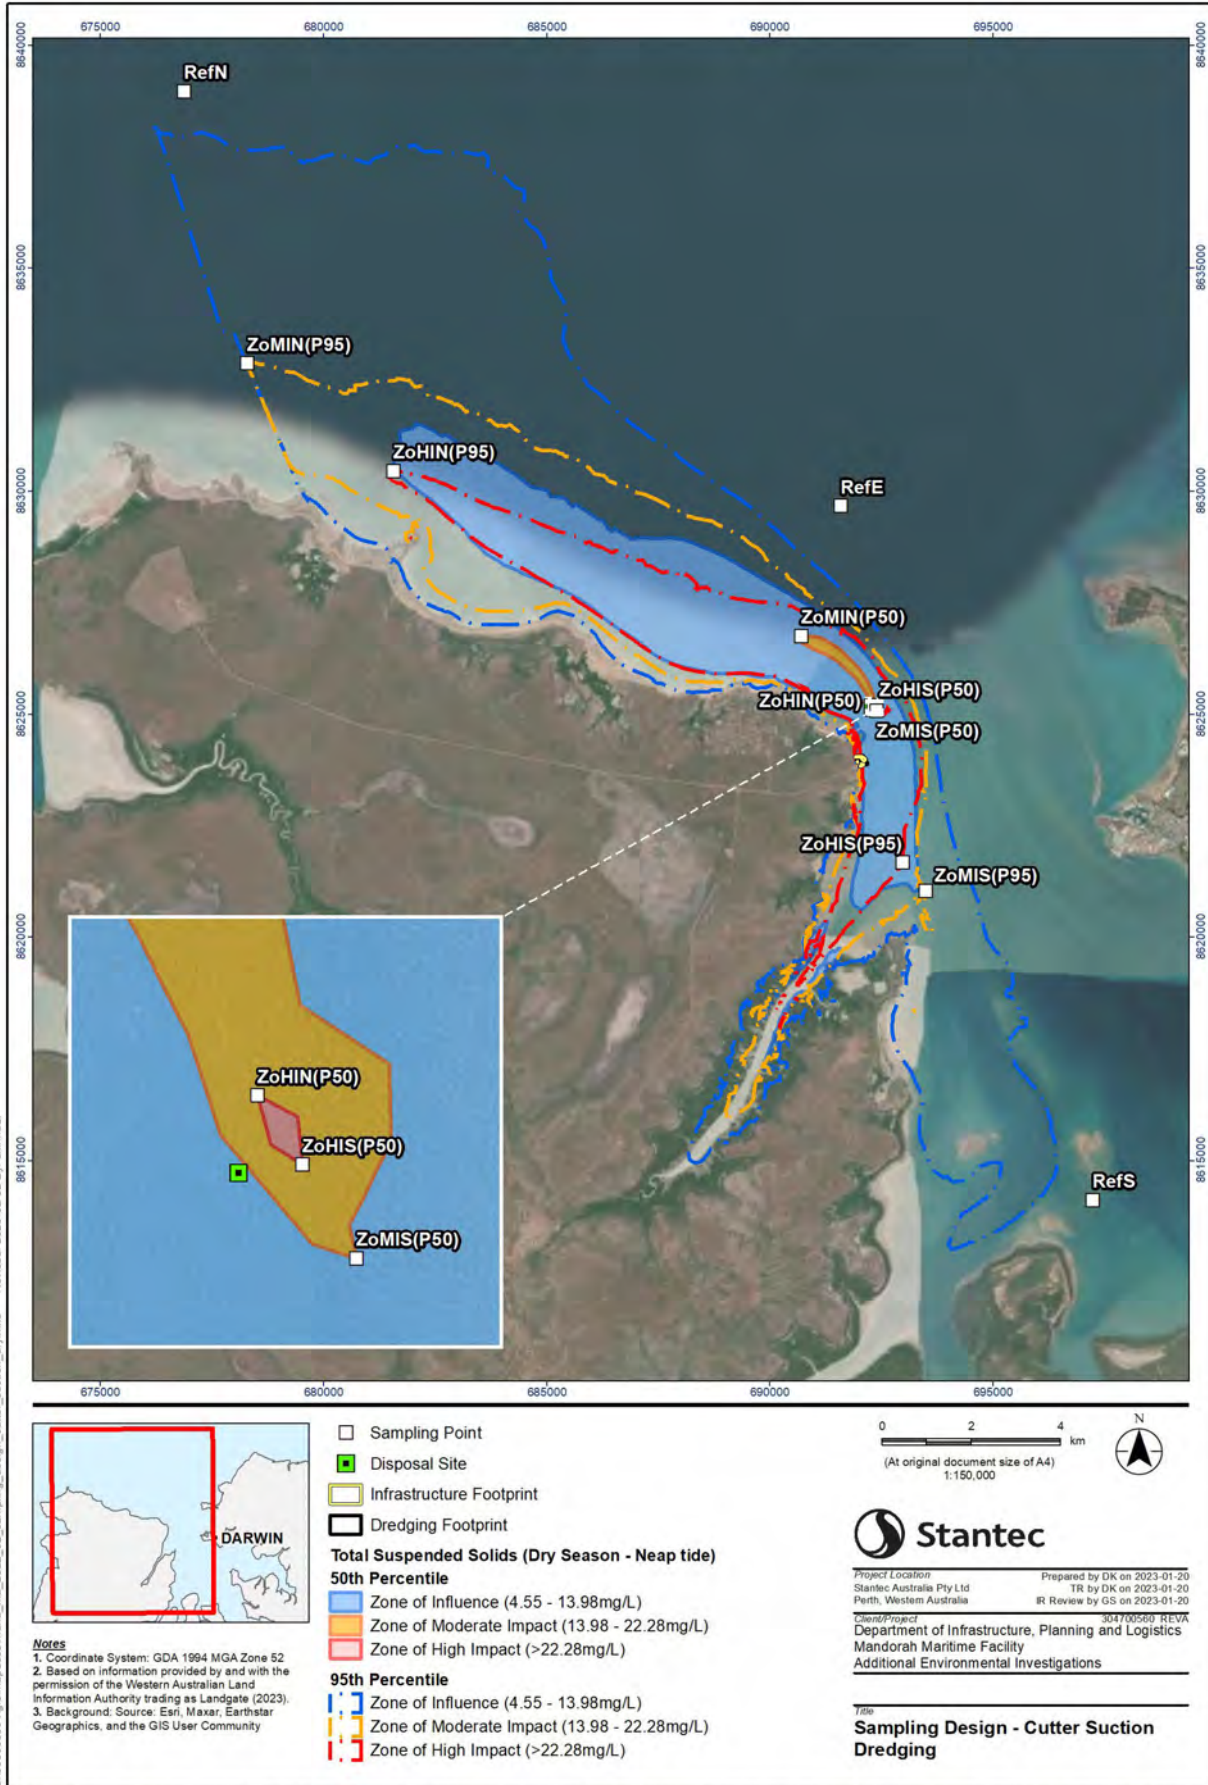 675000 680000 685000 690000 695000
8640000 8640000
RefN
8635000 8635000
ZoMIN(P95)
ZoHIN(P95)
8630000 8630000
RefE
ZoMIN(P50)
ZoHIN(P50) ZoHIS(P50)
8625000 8625000
ZoMIS(P50)
ZoHIS(P95)
ZoMIS(P95)
8620000 8620000
ZoHIN(P50)
ZoHIS(P50)
ZoMIS(P50)
8615000 8615000
RefS
675000 680000 685000 690000 695000
DARWIN
Notes
1. Coordinate System: GDA 1994 MGA Zone 52
2. Based on information provided by and with the
permission of the Western Australian Land
Information Authority trading as Landgate (2023).
3. Background: Source: Esri, Maxar, Earthstar
Geographics, and the GIS User Community
Sampling Point
Disposal Site
Infrastructure Footprint
Dredging Footprint
Total Suspended Solids (Dry Season - Neap tide)
50th Percentile
Zone of Influence (4.55 - 13.98mg/L)
Zone of Moderate Impact (13.98 - 22.28mg/L)
Zone of High Impact (>22.28mg/L)
95th Percentile
Zone of Influence (4.55 - 13.98mg/L)
Zone of Moderate Impact (13.98 - 22.28mg/L)
Zone of High Impact (>22.28mg/L)
0 2 4
km
(At original document size of A4)
1:150,000
N
Stantec
Project Location Prepared by DK on 2023-01-20
Stantec Australia Pty Ltd TR by DK on 2023-01-20
Perth, Western Australia IR Review by GS on 2023-01-20
Client/Project 304700560 REVA
Department of Infrastructure, Planning and Logistics
Mandorah Maritime Facility
Additional Environmental Investigations
Title
Sampling Design - Cutter Suction
Dredging